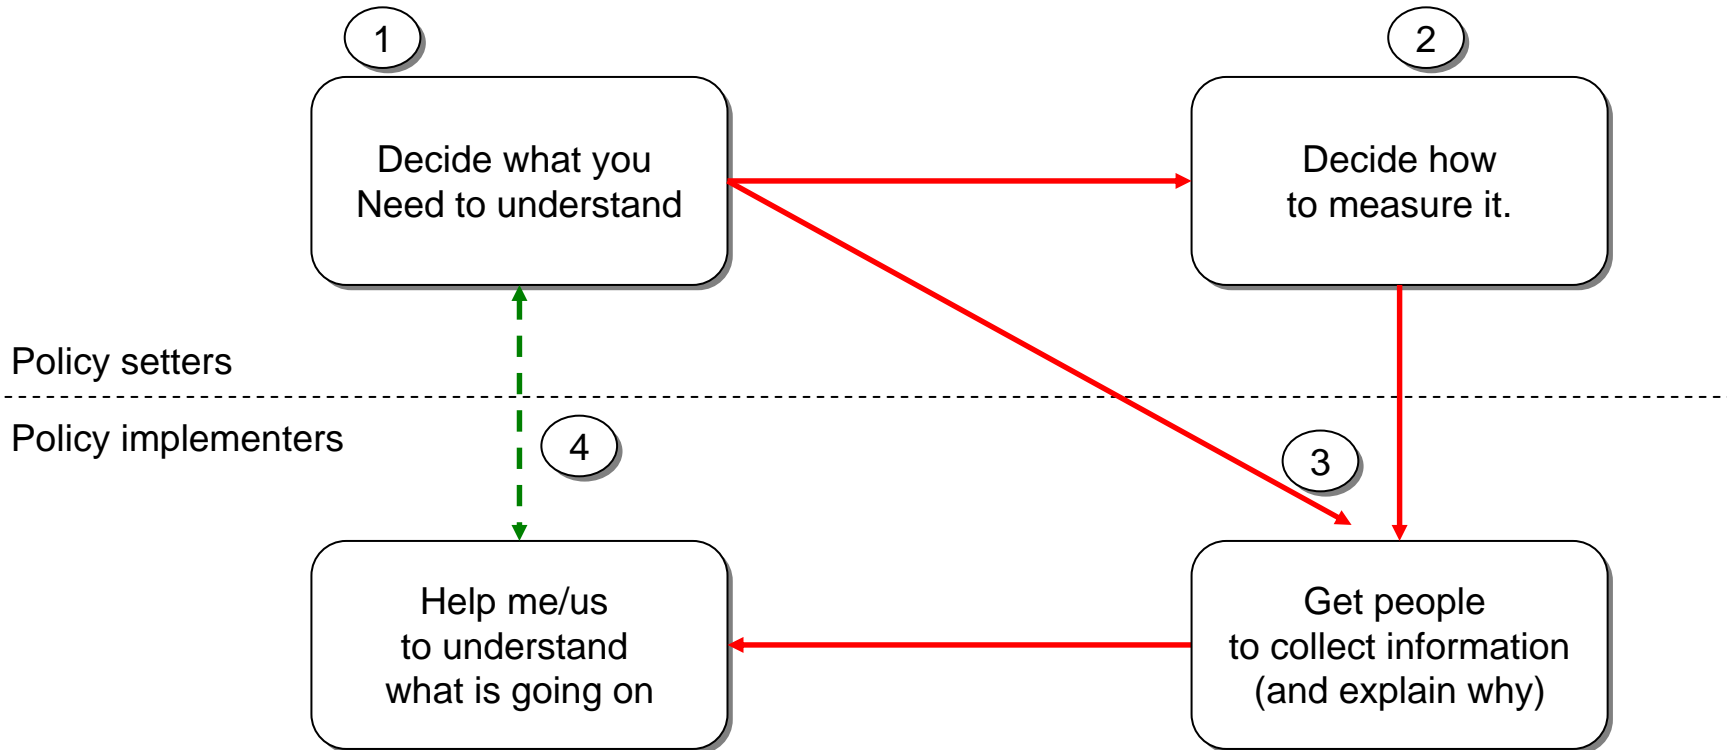 1
2
Decide what you
Need to understand
Decide how
to measure it.
Policy setters
Policy implementers
4
3
Help me/us
to understand
what is going on
Get people
to collect information
(and explain why)